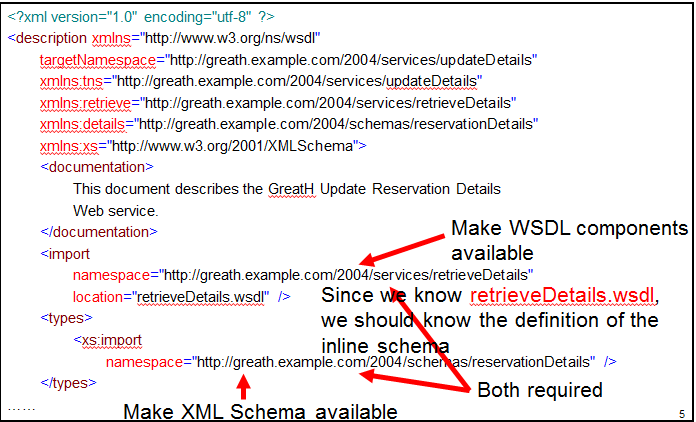 <?xml version="1.0" encoding="utf-8" ?>
<description xmlns="http://www.w3.org/ns/wsdl"
targetNamespace="http://greath.example.com/2004/services/updateDetails"
xmlns:tns="http://greath.example.com/2004/services/updateDetails"
xmlns:retrieve="http://greath.example.com/2004/services/retrieveDetails"
xmlns:details="http://greath.example.com/2004/schemas/reservationDetails"
xmlns:xs="http://www.w3.org/2001/XMLSchema">
<documentation>
This document describes the GreatH Update Reservation Details
Web service.
</documentation>
Make WSDL components
available
<import
namespace="http://greath.example.com/2004/services/retrieveDetails"
location="retrieveDetails.wsdl" />
Since we know retrieveDetails.wsdl,
we should know the definition of the
inline schema
<types>
<xs:import
namespace="http://greath.example.com/2004/schemas/reservationDetails" />
</types>
Both required
......
Make XML Schema available
5